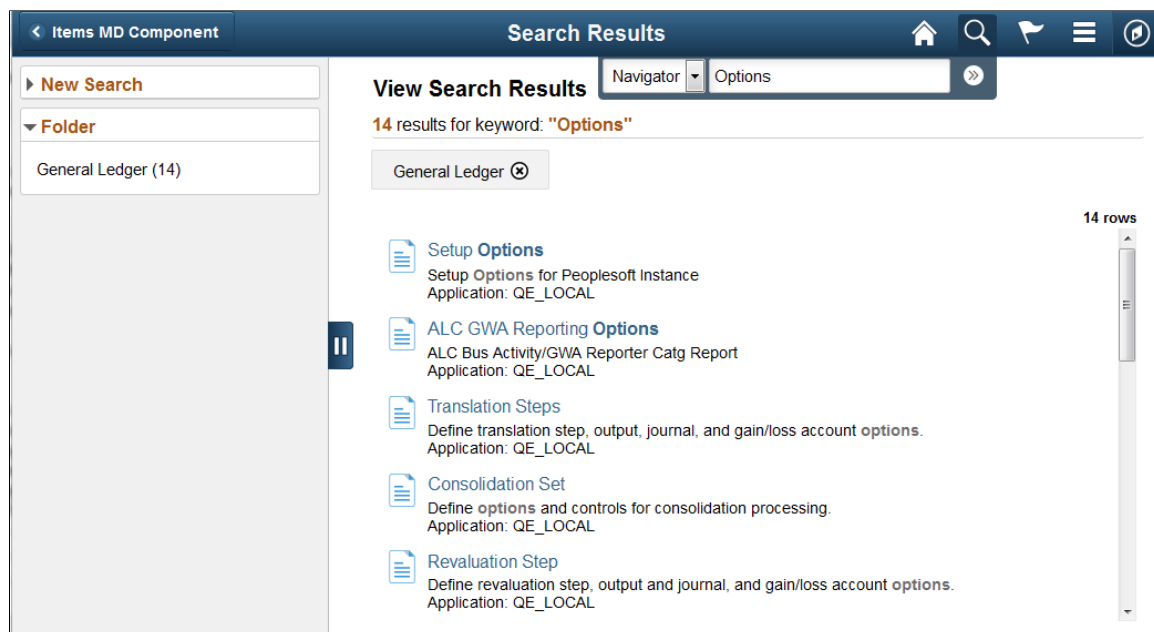 Items MD Component
Search Results
Navigator
Options
New Search
Folder
General Ledger (14)
View Search Results
14 results for keyword: "Options"
General Ledger
14 rows
Setup Options
Setup Options for Peoplesoft Instance
Application: QE_LOCAL
ALC GWA Reporting Options
ALC Bus Activity/GWA Reporter Catg Report
Application: QE_LOCAL
Translation Steps
Define translation step, output, journal, and gain/loss account options.
Application: QE_LOCAL
Consolidation Set
Define options and controls for consolidation processing.
Application: QE_LOCAL
Revaluation Step
Define revaluation step, output and journal, and gain/loss account options.
Application: QE_LOCAL